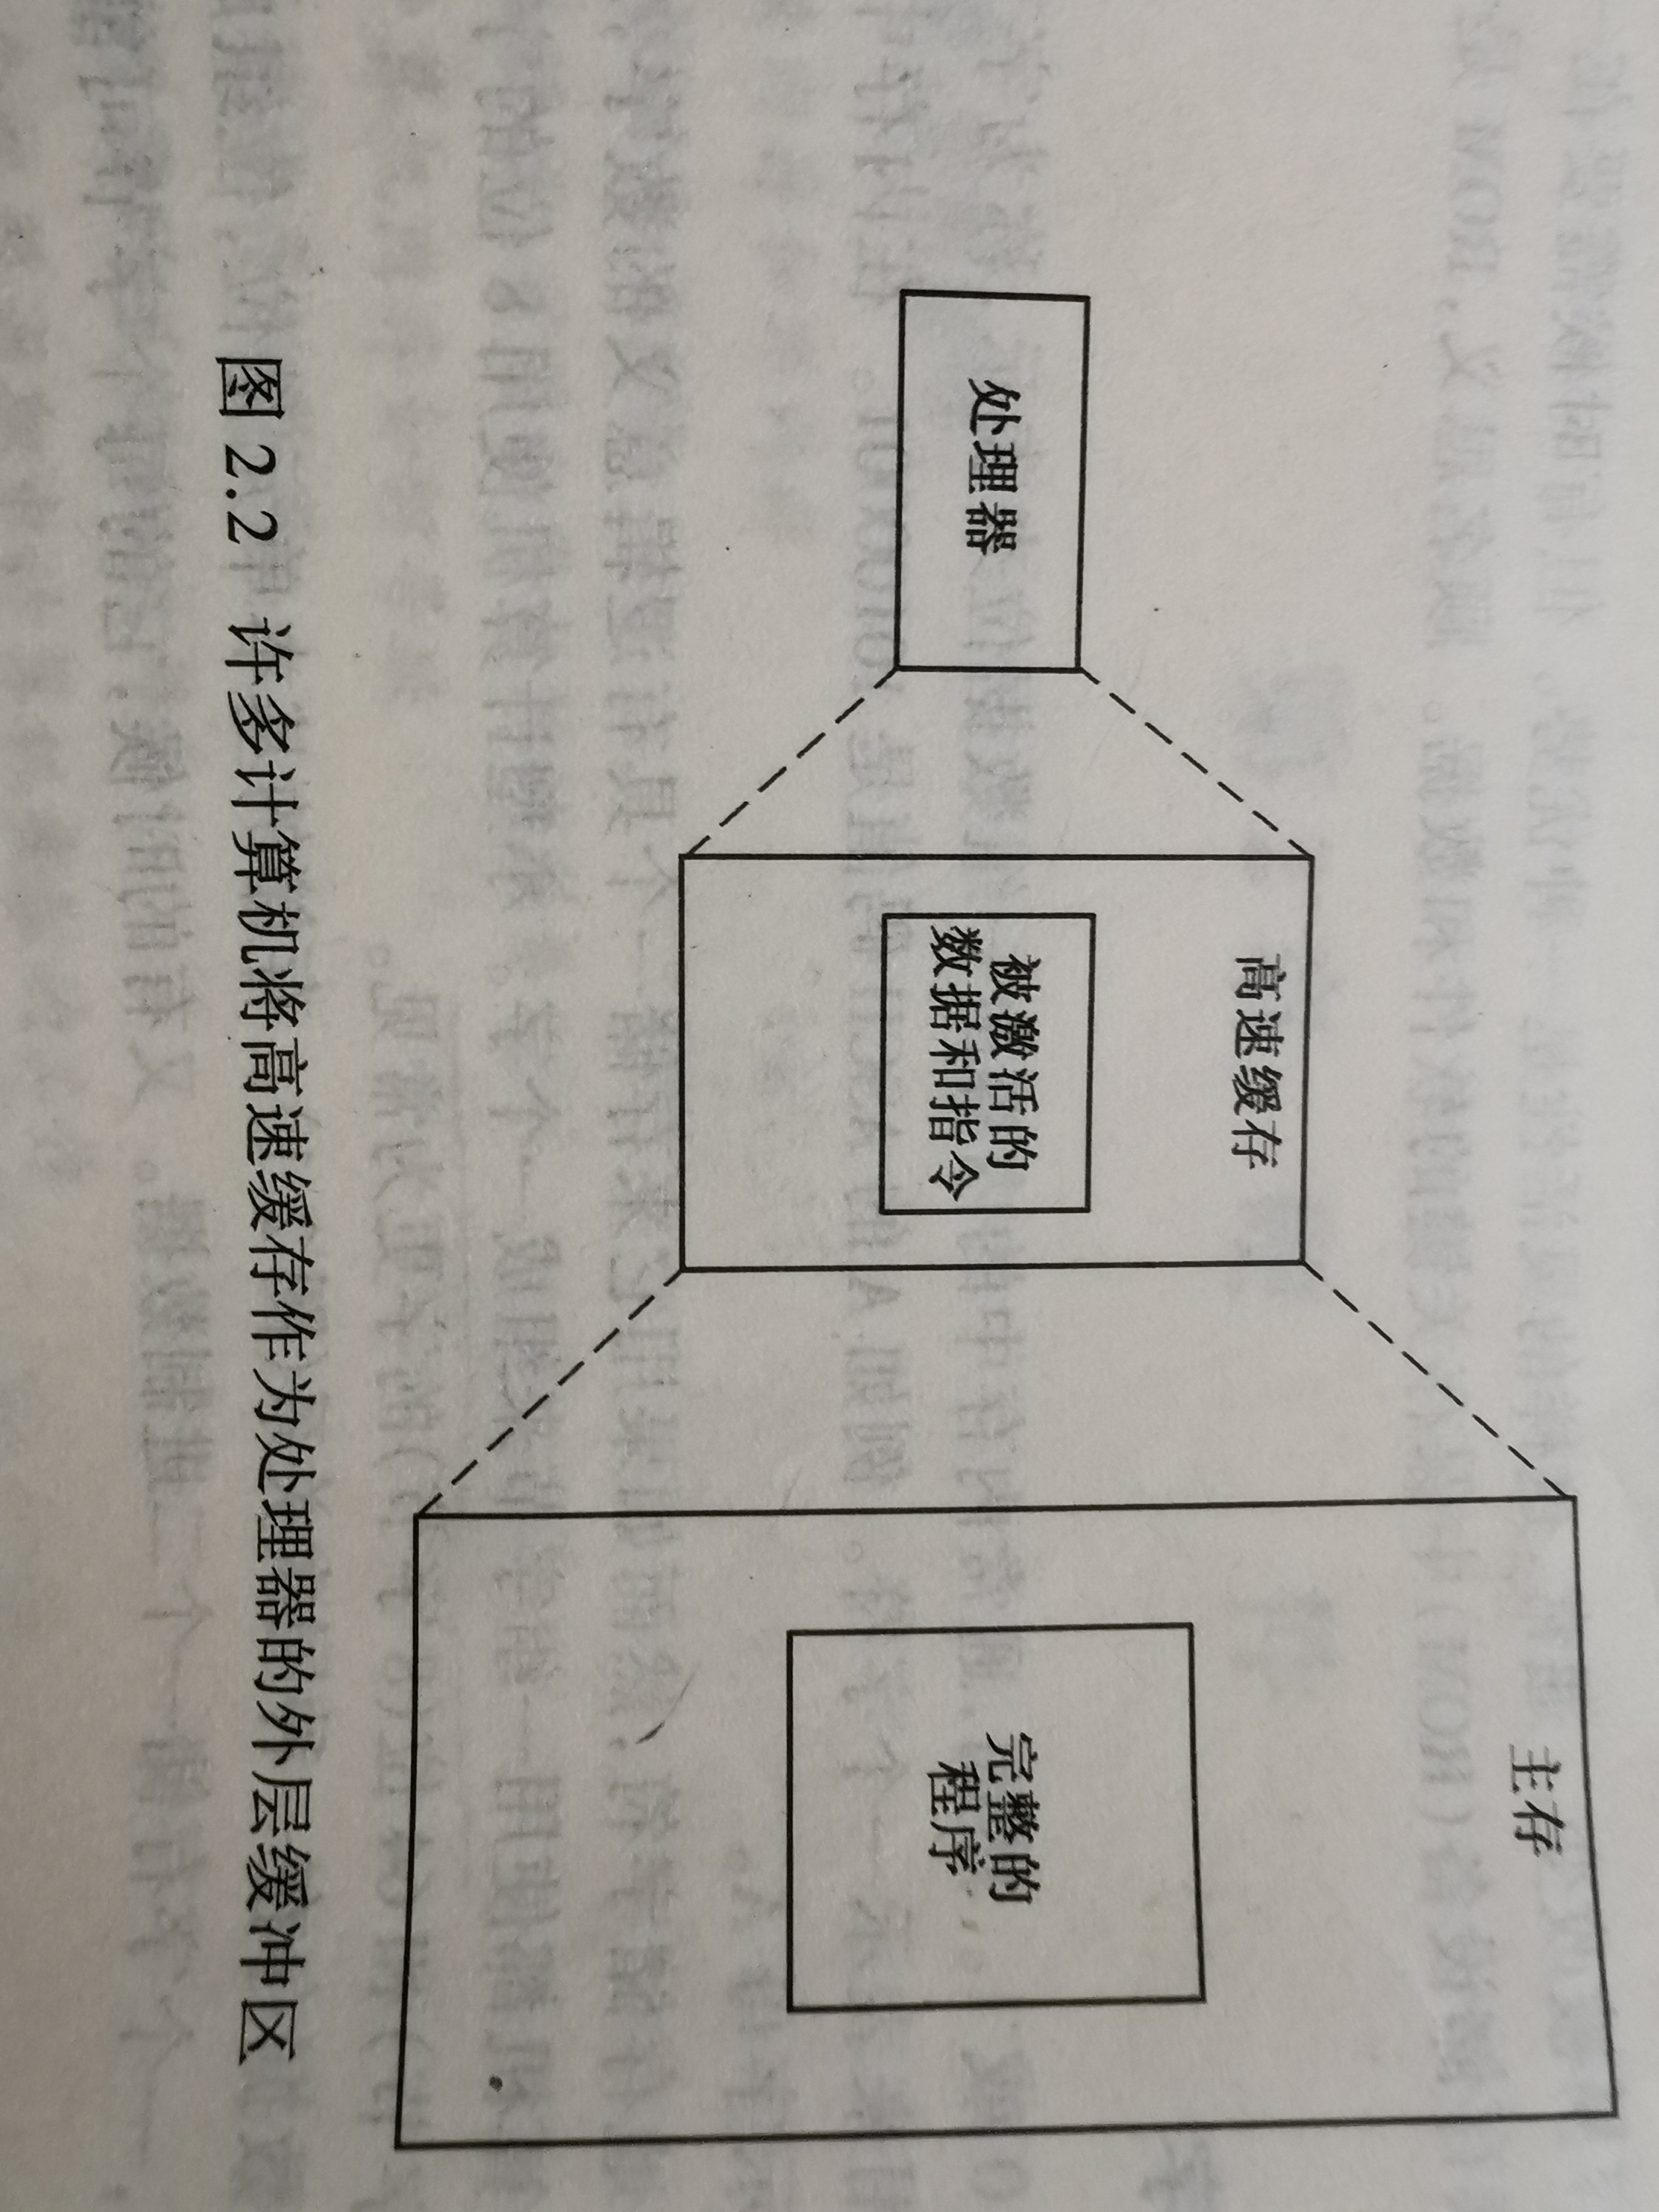 处理器
高速缓存
被激活的
数据和指令
主存
完整的
程序
图 2.2 许多计算机将高速缓存作为处理器的外层缓冲区